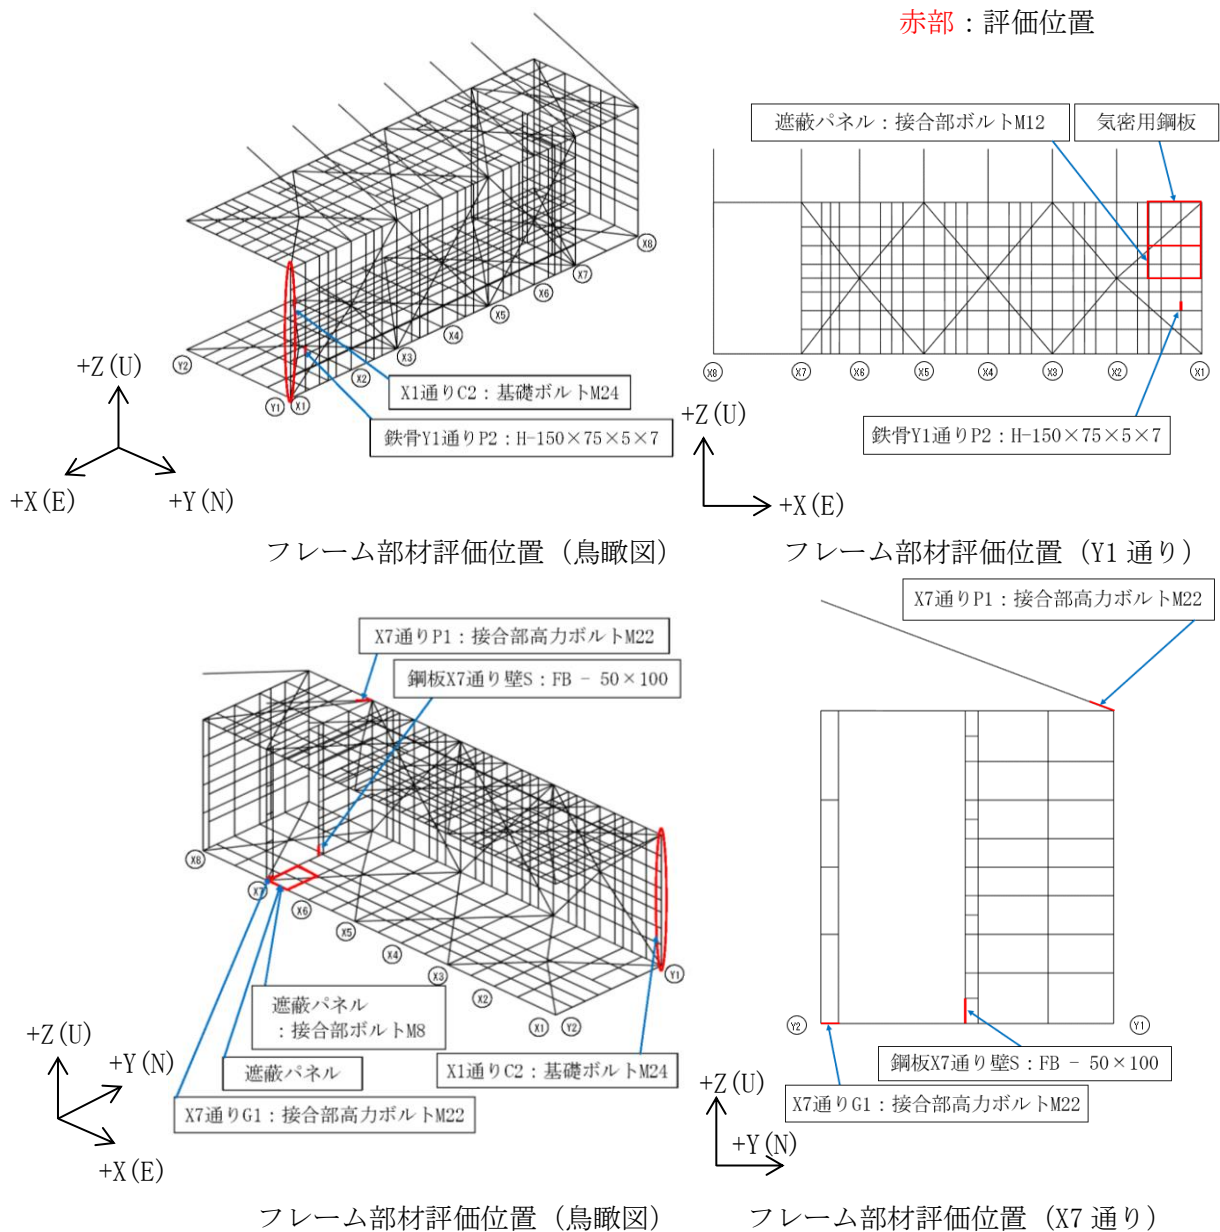 赤部：評価位置
遮蔽パネル：接合部ボルトM12
気密用鋼板
X8
X7
X6
X5
X4
X3
X2
X1
Y1
Y2
X1通りC2：基礎ボルトM24
鉄骨Y1通りP2：H-150×75×5×7
+Z(U)
+X(E)
+Y(N)
X8
X7
X6
X5
X4
X3
X2
X1
鉄骨Y1通りP2：H-150×75×5×7
+Z(U)
+X(E)
フレーム部材評価位置（鳥瞰図）
フレーム部材評価位置（Y1 通り）
X7通りP1：接合部高力ボルトM22
鋼板X7通り壁S：FB − 50×100
X8
X7
X6
X5
X4
X3
X2
X1
Y2
Y1
遮蔽パネル
：接合部ボルトM8
遮蔽パネル
X1通りC2：基礎ボルトM24
X7通りG1：接合部高力ボルトM22
+Z(U)
+Y(N)
+X(E)
X7通りP1：接合部高力ボルトM22
Y2
Y1
鋼板X7通り壁S：FB − 50×100
X7通りG1：接合部高力ボルトM22
+Z(U)
+Y(N)
フレーム部材評価位置（鳥瞰図）
フレーム部材評価位置（X7 通り）